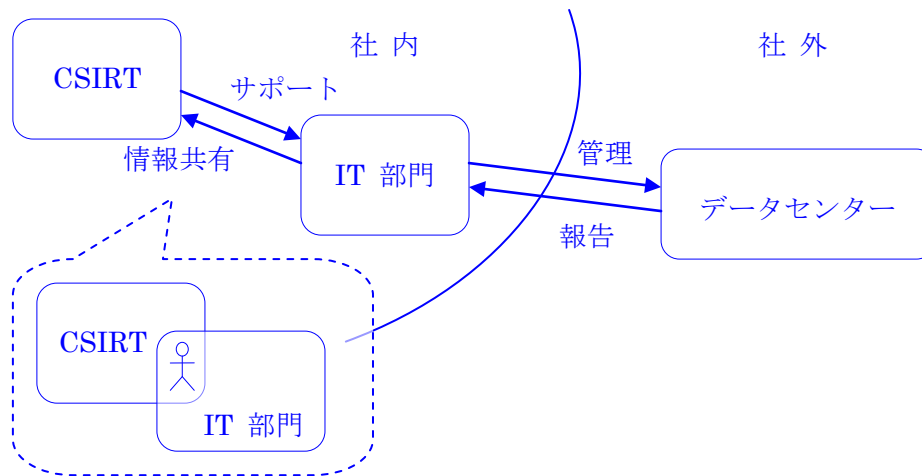 社 内
社 外
CSIRT
サポート
情報共有
IT 部門
管理
報告
データセンター
CSIRT
IT 部門